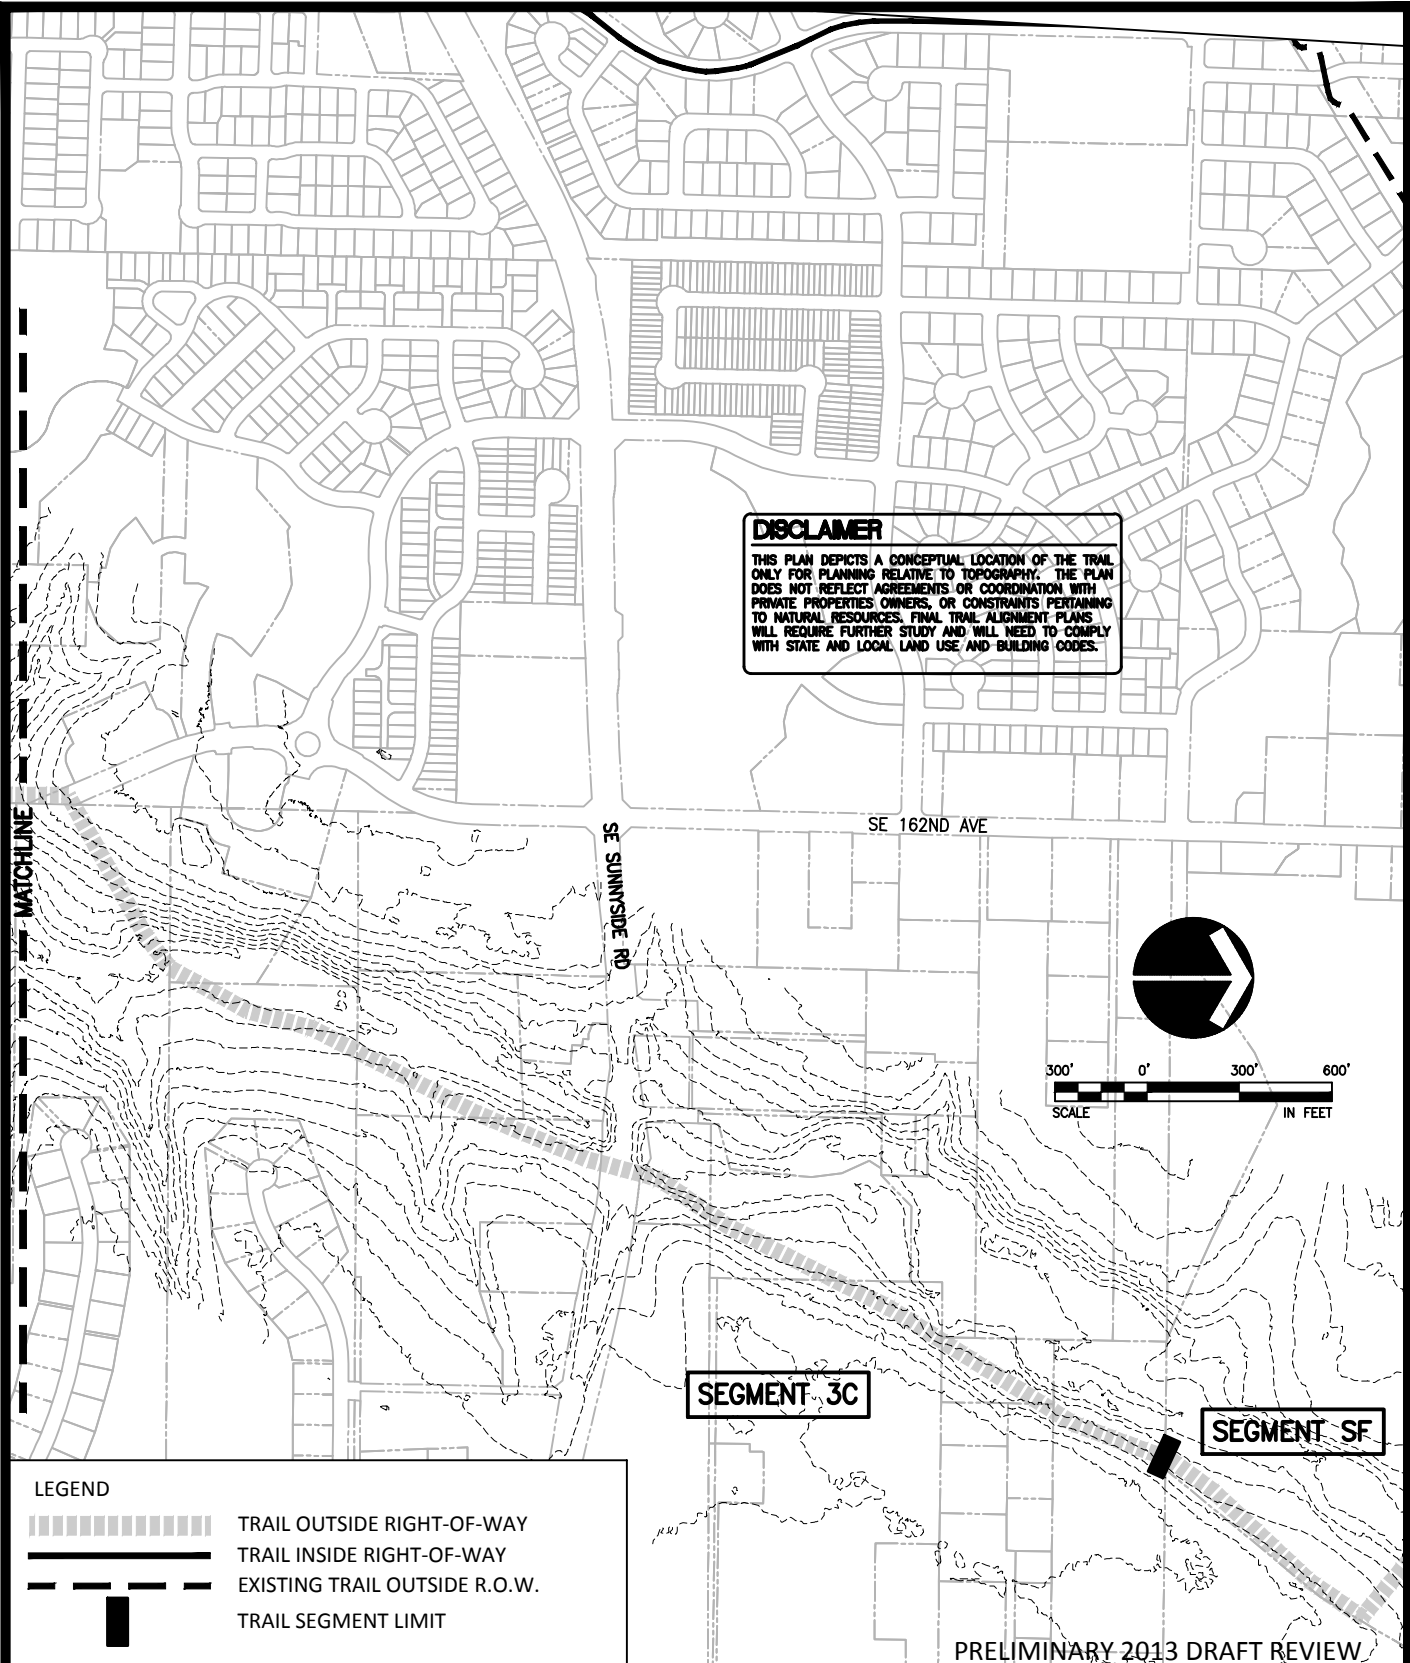 DISCLAIMER
THIS PLAN DEPICTS A CONCEPTUAL LOCATION OF THE TRAIL
ONLY FOR PLANNING RELATIVE TO TOPOGRAPHY. THE PLAN
DOES NOT REFLECT AGREEMENTS OR COORDINATION WITH
PRIVATE PROPERTIES OWNERS, OR CONSTRAINTS PERTAINING
TO NATURAL RESOURCES. FINAL TRAIL ALIGNMENT PLANS
WILL REQUIRE FURTHER STUDY AND WILL NEED TO COMPLY
WITH STATE AND LOCAL LAND USE AND BUILDING CODES.
MATCHLINE
SE 162ND AVE
SE SUNNYSIDE RD
300' 0' 300' 600'
SCALE IN FEET
SEGMENT 3C
SEGMENT SF
LEGEND
TRAIL OUTSIDE RIGHT-OF-WAY
TRAIL INSIDE RIGHT-OF-WAY
EXISTING TRAIL OUTSIDE R.O.W.
TRAIL SEGMENT LIMIT
PRELIMINARY 2013 DRAFT REVIEW